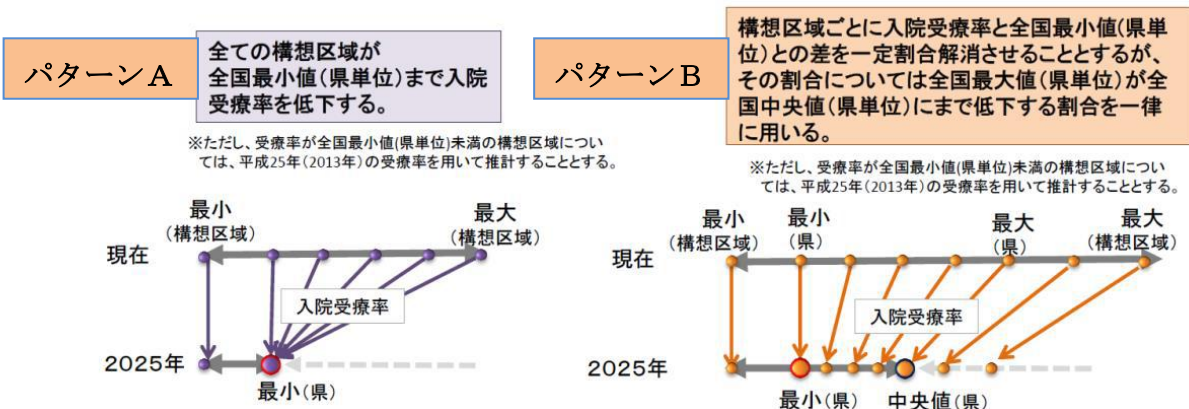 パターンA
全ての構想区域が
全国最小値(県単位)まで入院
受療率を低下する。
※ただし、受療率が全国最小値(県単位)未満の構想区域につい
ては、平成25年(2013年)の受療率を用いて推計することとする。
最小
(構想区域)
最大
(構想区域)
現在
入院受療率
2025年
最小(県)
パターンB
構想区域ごとに入院受療率と全国最小値(県単
位)との差を一定割合解消させることとするが、
その割合については全国最大値(県単位)が全
国中央値(県単位)にまで低下する割合を一律
に用いる。
※ただし、受療率が全国最小値(県単位)未満の構想区域につい
ては、平成25年(2013年)の受療率を用いて推計することとする。
最小
(構想区域)
最小
(県)
最大
(県)
最大
(構想区域)
現在
入院受療率
2025年
最小(県)
中央値(県)